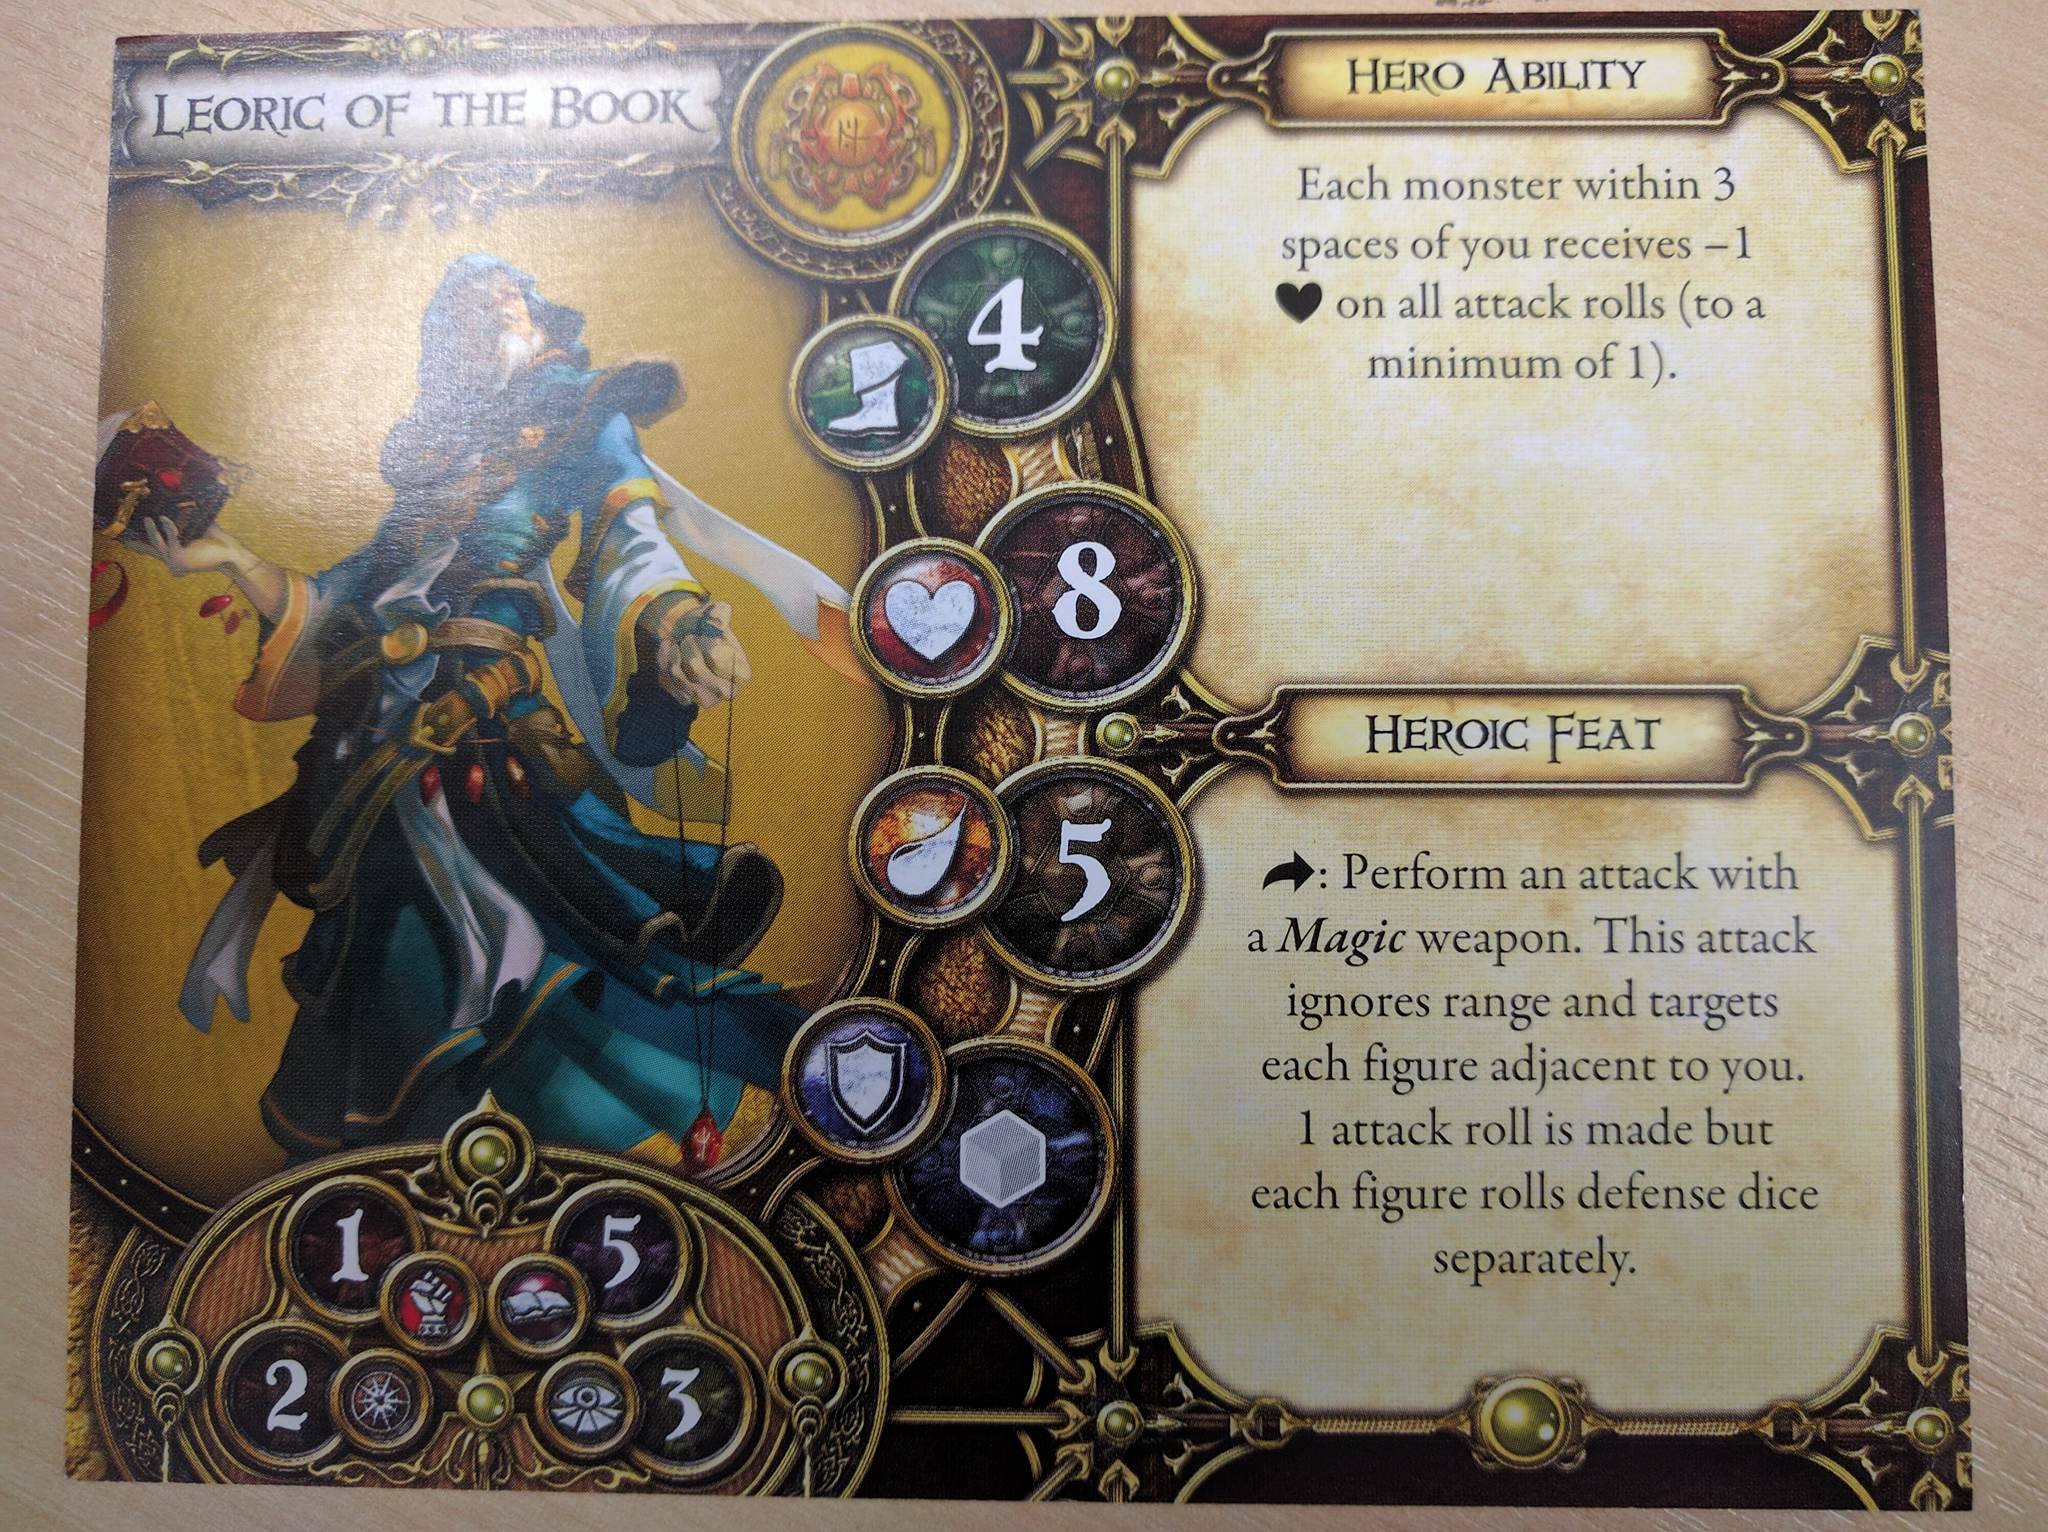 LEORIC OF THE BOOK
4
8
5
1
5
2
3
HERO ABILITY
Each monster within 3
spaces of you receives –1
on all attack rolls (to a
minimum of 1).
HEROIC FEAT
: Perform an attack with
a Magic weapon. This attack
ignores range and targets
each figure adjacent to you.
1 attack roll is made but
each figure rolls defense dice
separately.